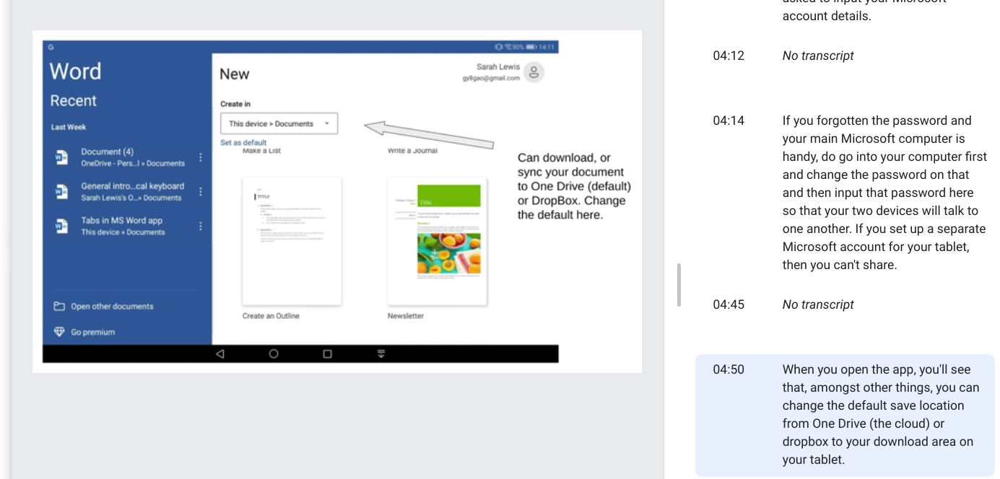 G
90% 14:11
Word
Recent
Last Week
Document (4)
OneDrive - Pers...l » Documents
General intro...cal keyboard
Sarah Lewis's O...» Documents
Tabs in MS Word app
This device » Documents
Open other documents
Go premium
New
Sarah Lewis
gy8gao@gmail.com
Create in
This device > Documents
Set as default
Make a List
Write a Journal
TITLE
Title
Create an Outline
Newsletter
Can download, or
sync your document
to One Drive (default)
or DropBox. Change
the default here.
account details.
04:12
No transcript
04:14
If you forgotten the password and
your main Microsoft computer is
handy, do go into your computer first
and change the password on that
and then input that password here
so that your two devices will talk to
one another. If you set up a separate
Microsoft account for your tablet,
then you can't share.
04:45
No transcript
04:50
When you open the app, you'll see
that, amongst other things, you can
change the default save location
from One Drive (the cloud) or
dropbox to your download area on
your tablet.